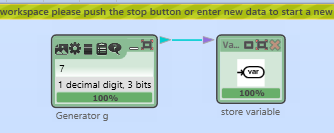 workspace please push the stop button or enter new data to start a new
7
1 decimal digit, 3 bits
100%
Generator g
Va...
var
100%
store variable